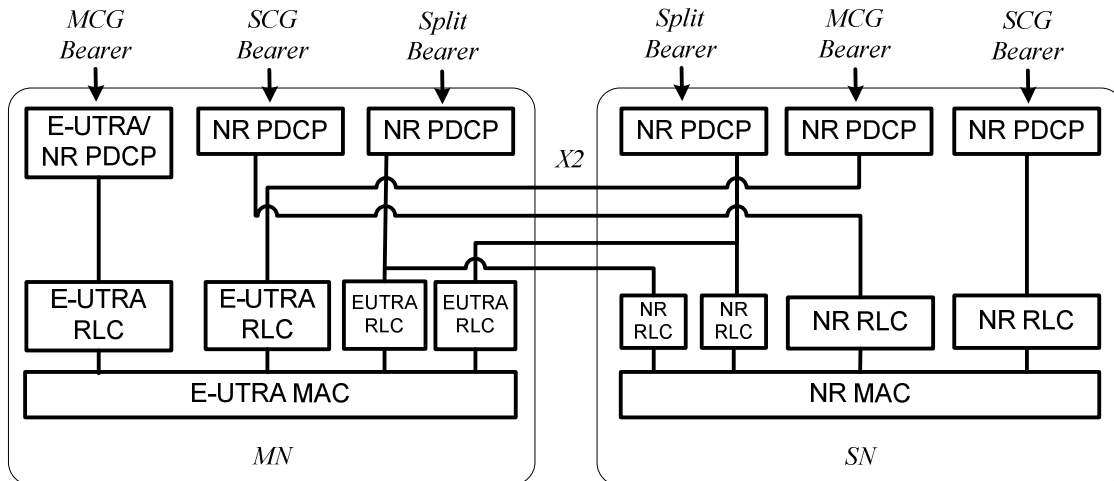 MCG
Bearer
SCG
Bearer
Split
Bearer
Split
Bearer
MCG
Bearer
SCG
Bearer
E-UTRA/
NR PDCP
NR PDCP
NR PDCP
X2
NR PDCP
NR PDCP
NR PDCP
E-UTRA
RLC
E-UTRA
RLC
EUTRA
RLC
EUTRA
RLC
NR
RLC
NR
RLC
NR RLC
NR RLC
E-UTRA MAC
NR MAC
MN
SN